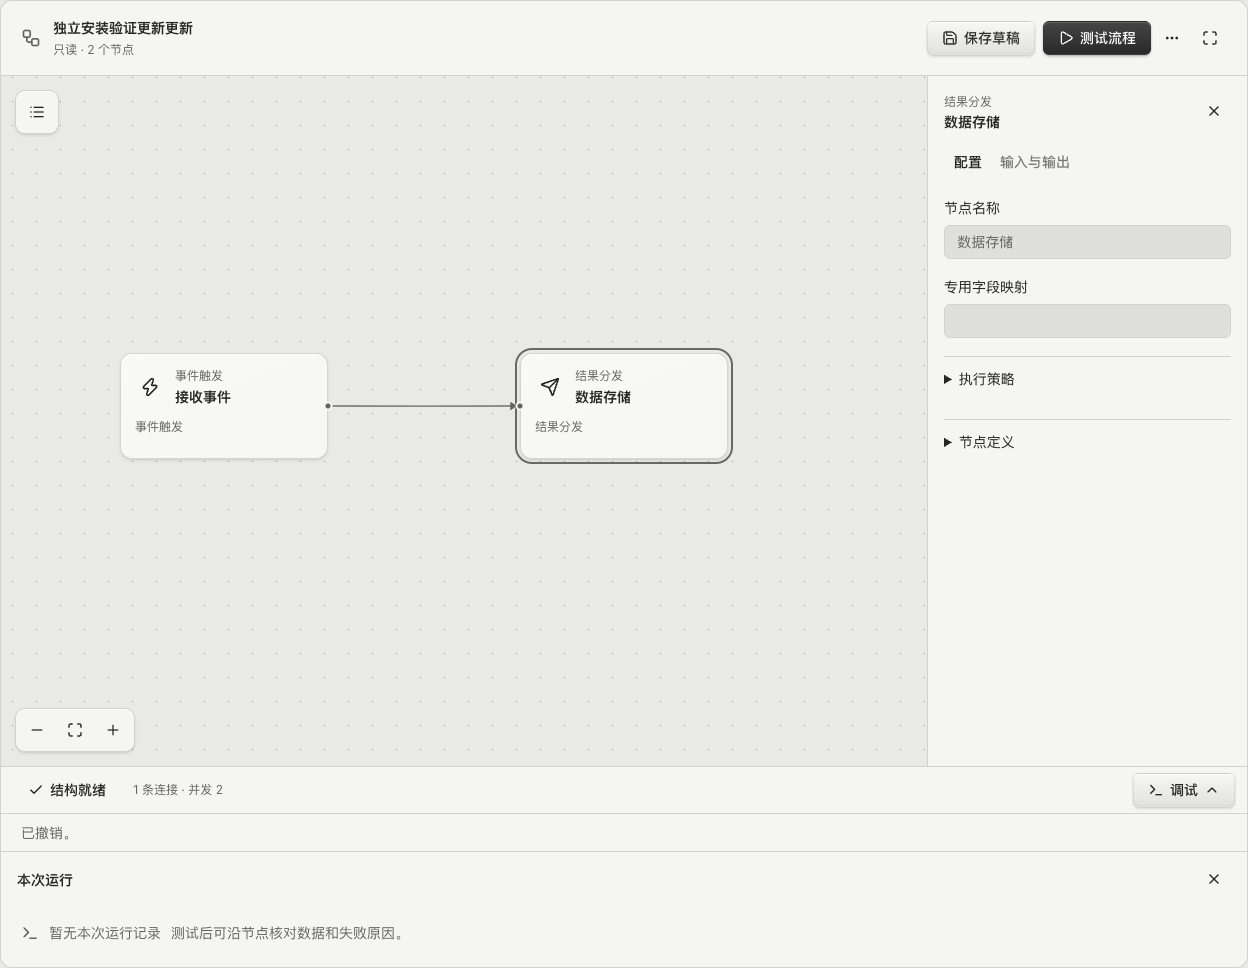 独立安装验证更新更新
只读 · 2 个节点
保存草稿
测试流程
结果分发
数据存储
配置
输入与输出
节点名称
数据存储
专用字段映射
执行策略
节点定义
事件触发
接收事件
事件触发
结果分发
数据存储
结果分发
结构就绪
1 条连接 · 并发 2
调试
已撤销。
本次运行
暂无本次运行记录 测试后可沿节点核对数据和失败原因。